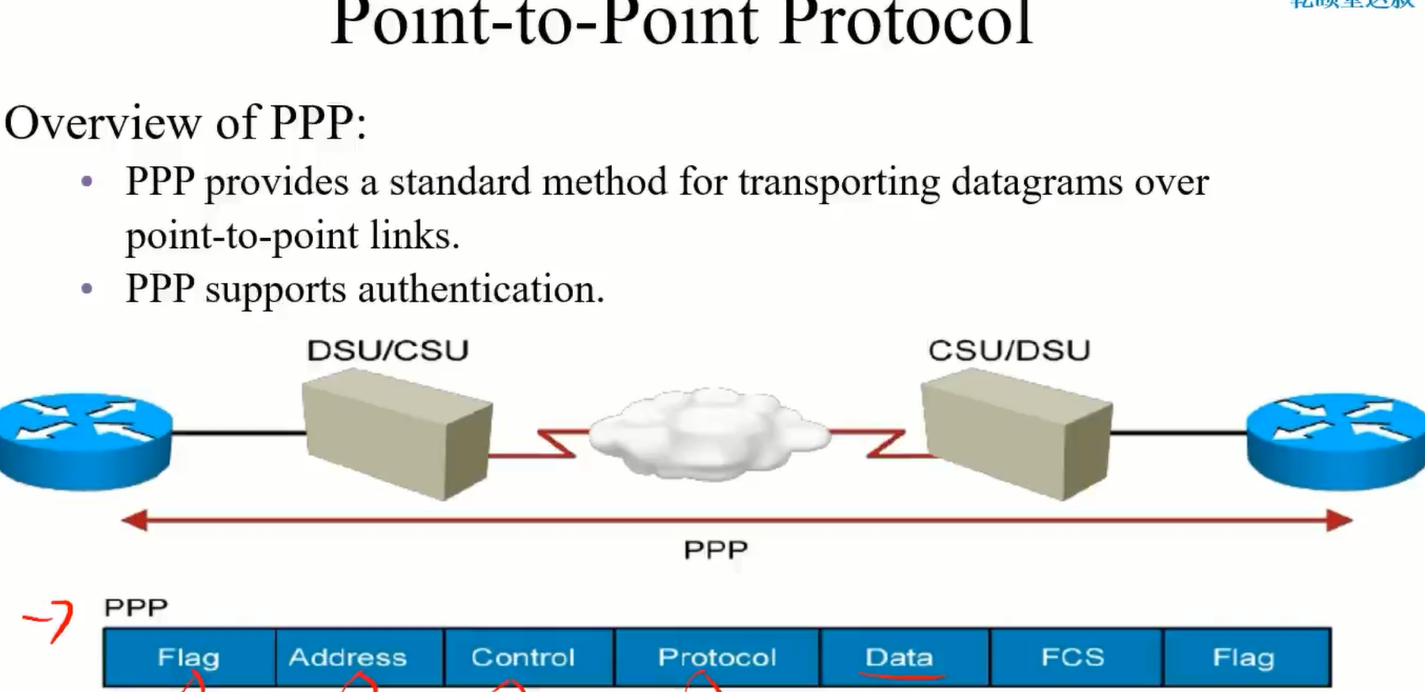 Point-to-Point Protocol
Overview of PPP:
• PPP provides a standard method for transporting datagrams over
point-to-point links.
• PPP supports authentication.
DSU/CSU
CSU/DSU
PPP
PPP
Flag Address Control Protocol Data FCS Flag